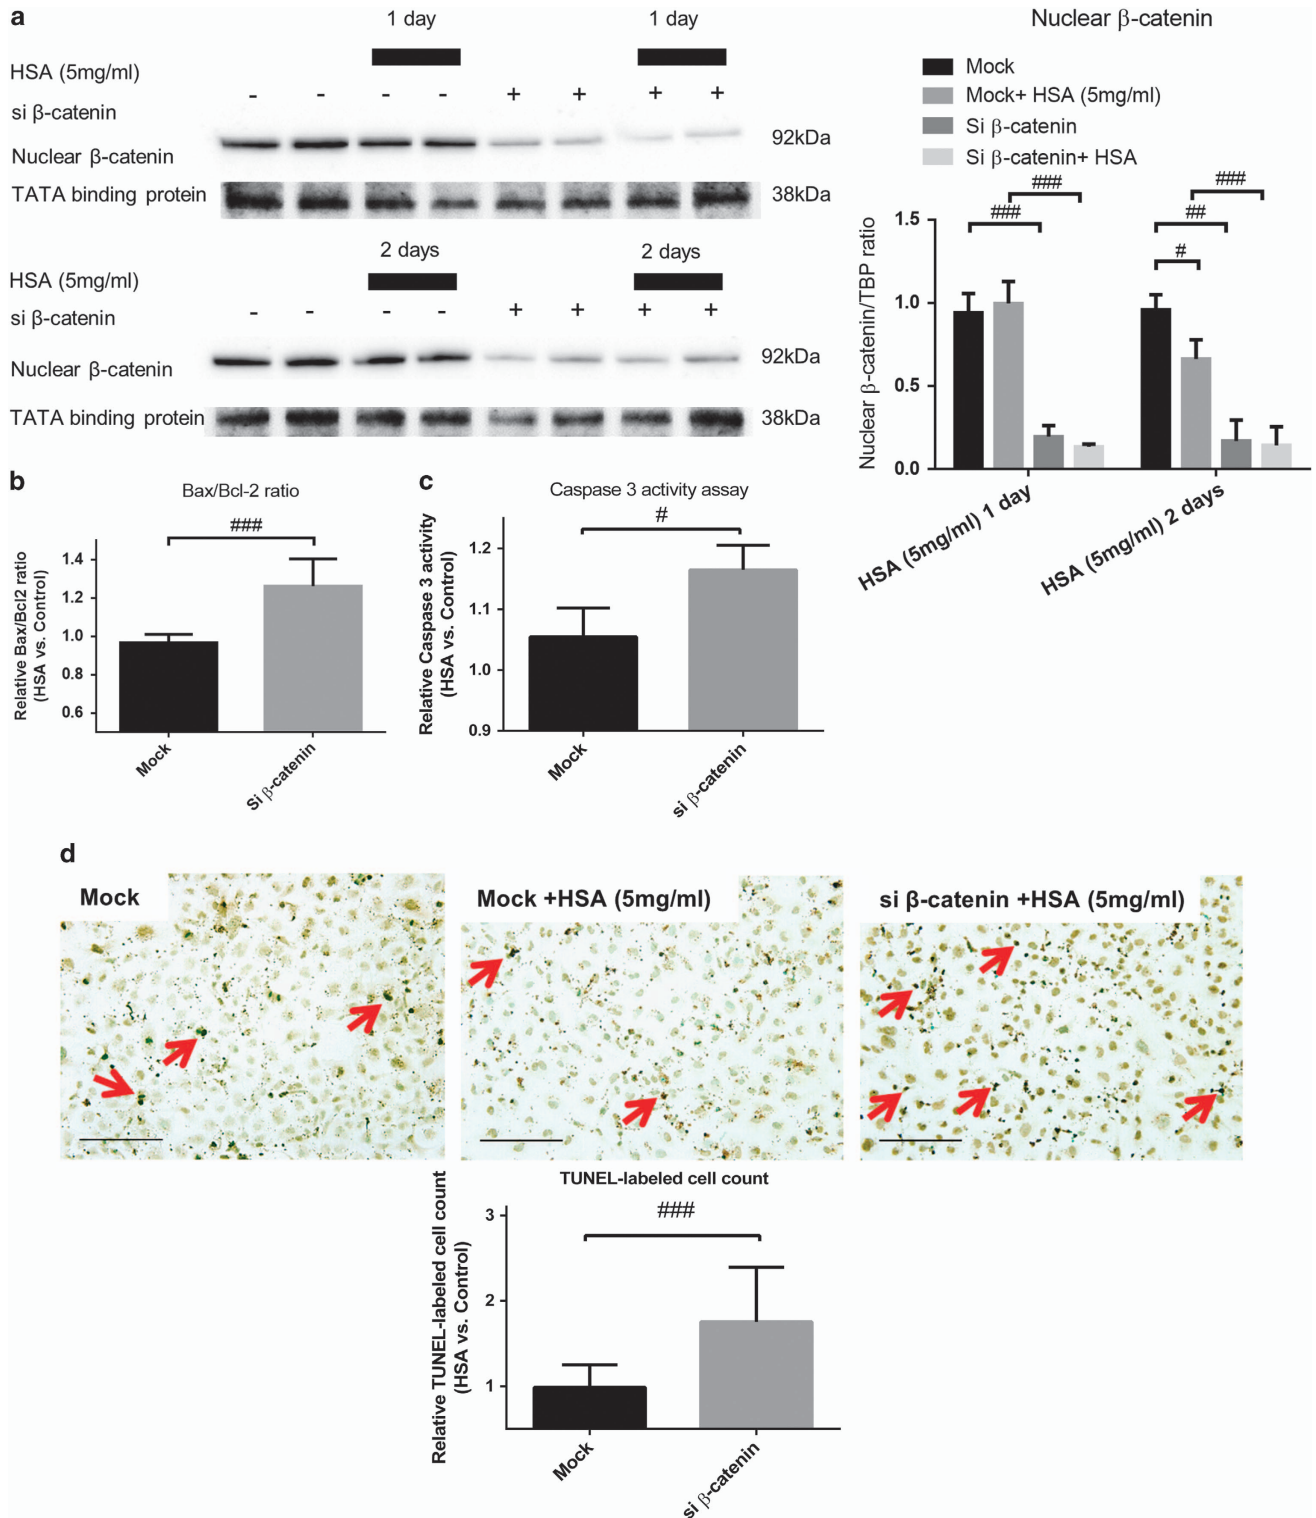 a
1 day
1 day
HSA (5mg/ml)
- - - - + + + +
si β-catenin
Nuclear β-catenin
92kDa
TATA binding protein
38kDa
2 days
2 days
HSA (5mg/ml)
si β-catenin
- - - - + + + +
Nuclear β-catenin
92kDa
TATA binding protein
38kDa
Nuclear β-catenin
Mock
Mock+ HSA (5mg/ml)
Si β-catenin
Si β-catenin+ HSA
###
###
###
##
#
Nuclear β-catenin/TBP ratio
1.5
1.0
0.5
0.0
HSA (5mg/ml) 1 day
HSA (5mg/ml) 2 days
b
Bax/Bcl-2 ratio
###
Relative Bax/Bcl2 ratio
(HSA vs. Control)
1.4
1.2
1.0
0.8
0.6
Mock
Si β-catenin
c
Caspase 3 activity assay
#
Relative Caspase 3 activity
(HSA vs. Control)
1.2
1.1
1.0
0.9
Mock
si β-catenin
d
Mock
Mock +HSA (5mg/ml)
si β-catenin +HSA (5mg/ml)
TUNEL-labeled cell count
###
Relative TUNEL-labeled cell count
(HSA vs. Control)
3
2
1
Mock
si β-catenin